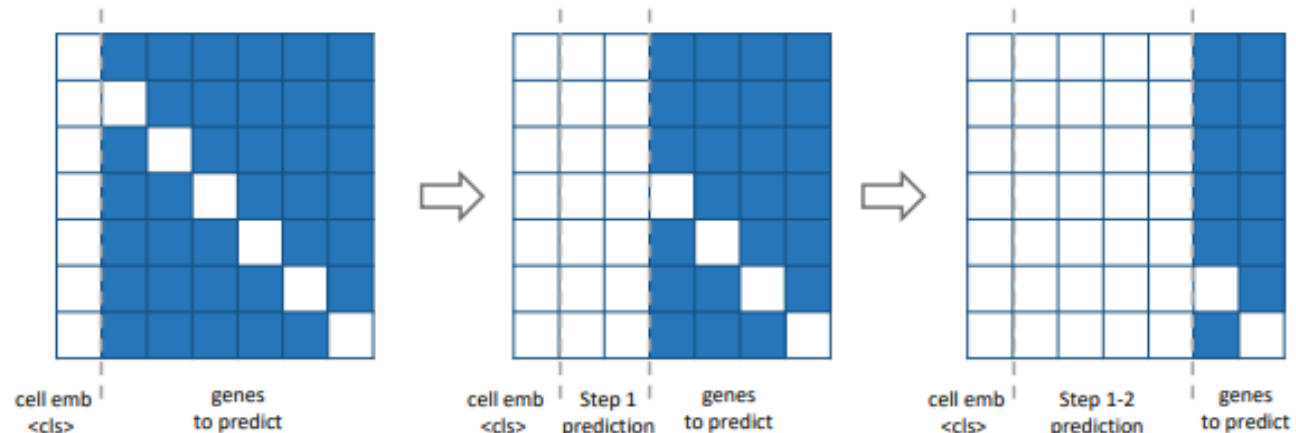 cell emb
<cls>
genes
to predict
cell emb
<cls>
Step 1
prediction
genes
to predict
cell emb
<cls>
Step 1-2
prediction
genes
to predict